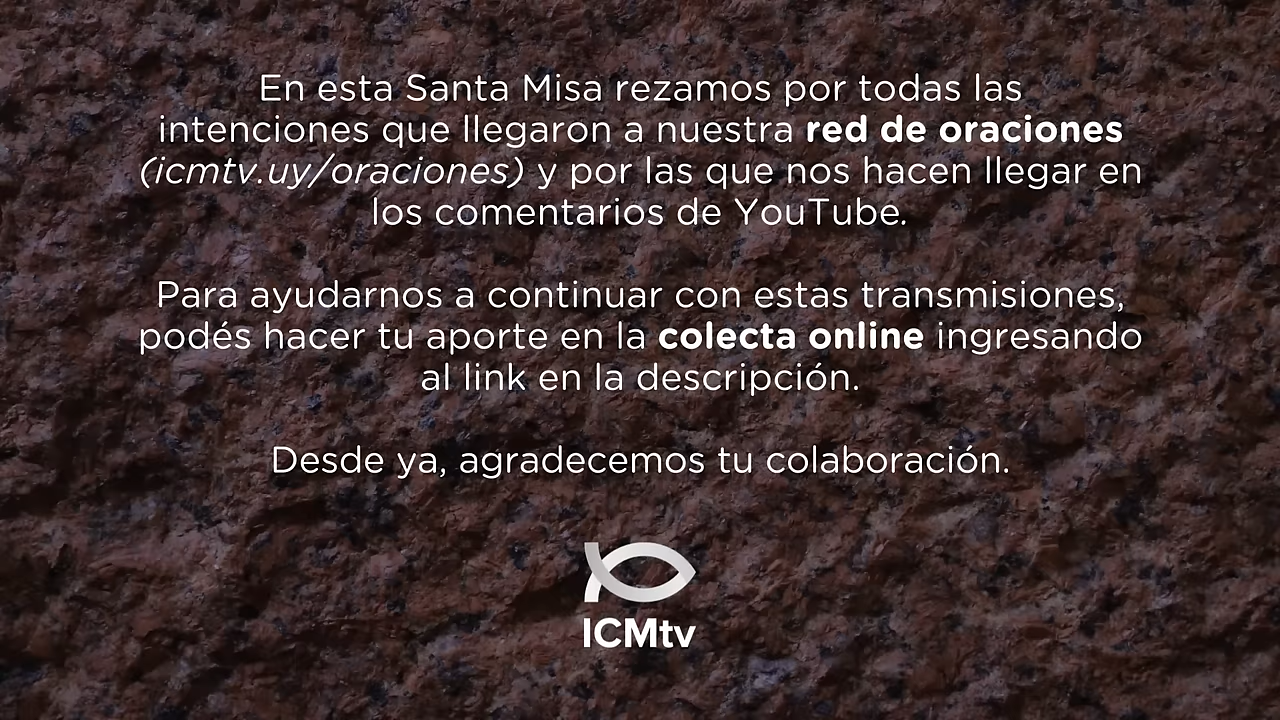 En esta Santa Misa rezamos por todas las
intenciones que llegaron a nuestra red de oraciones
(icmtv.uy/oraciones) y por las que nos hacen llegar en
los comentarios de YouTube.
Para ayudarnos a continuar con estas transmisiones,
podés hacer tu aporte en la colecta online ingresando
al link en la descripción.
Desde ya, agradecemos tu colaboración.
ICMtv